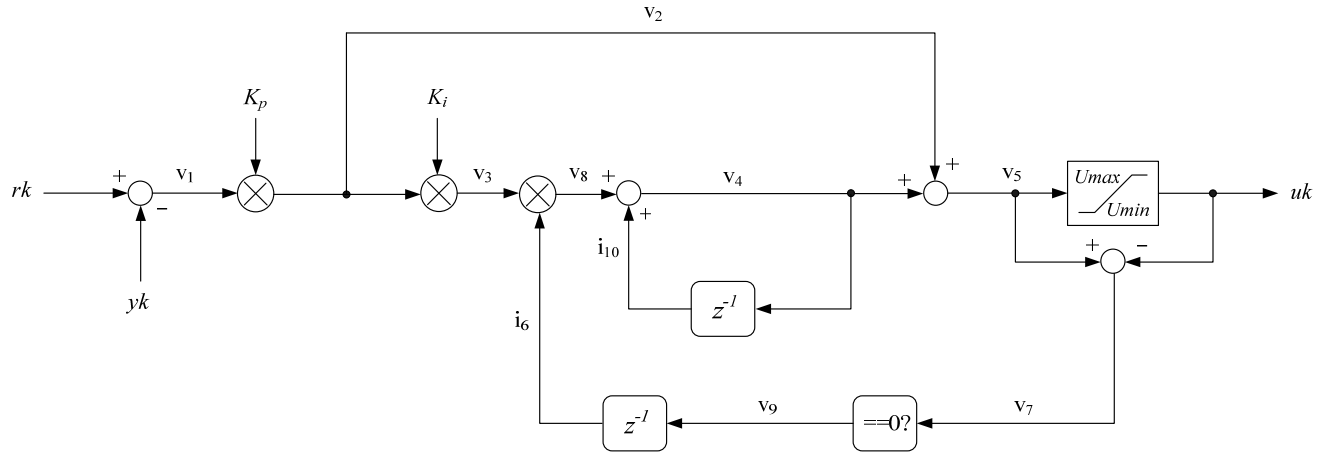 v2
Kp
Ki
rk
+
v1
−
v3
v8
+
v4
+
+
v5
Umax
Umin
uk
yk
+
i10
+
−
z-1
i6
z-1
v9
==0?
v7